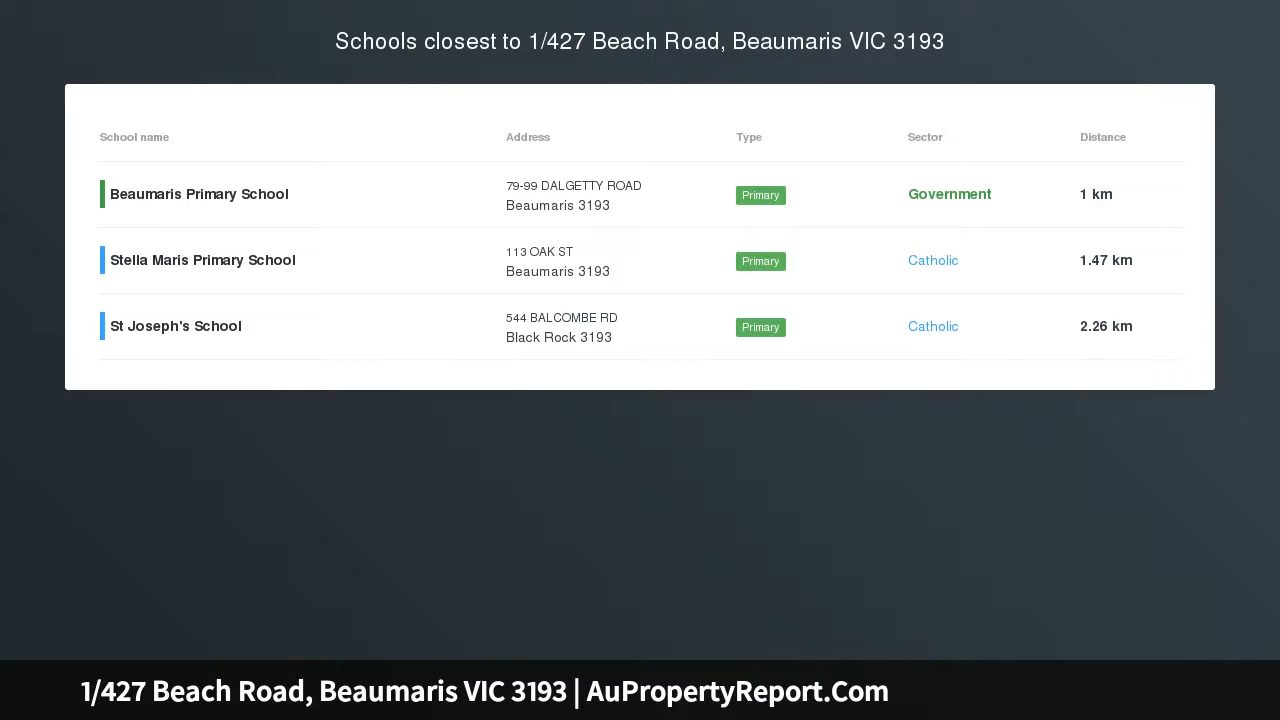 Schools closest to 1/427 Beach Road, Beaumaris VIC 3193
School name Address Type Sector Distance
Beaumaris Primary School 79-99 DALGETTY ROAD Primary Government 1 km
Beaumaris 3193
Stella Maris Primary School 113 OAK ST Primary Catholic 1.47 km
Beaumaris 3193
St Joseph's School 544 BALCOMBE RD Primary Catholic 2.26 km
Black Rock 3193
1/427 Beach Road, Beaumaris VIC 3193 | AuPropertyReport.Com